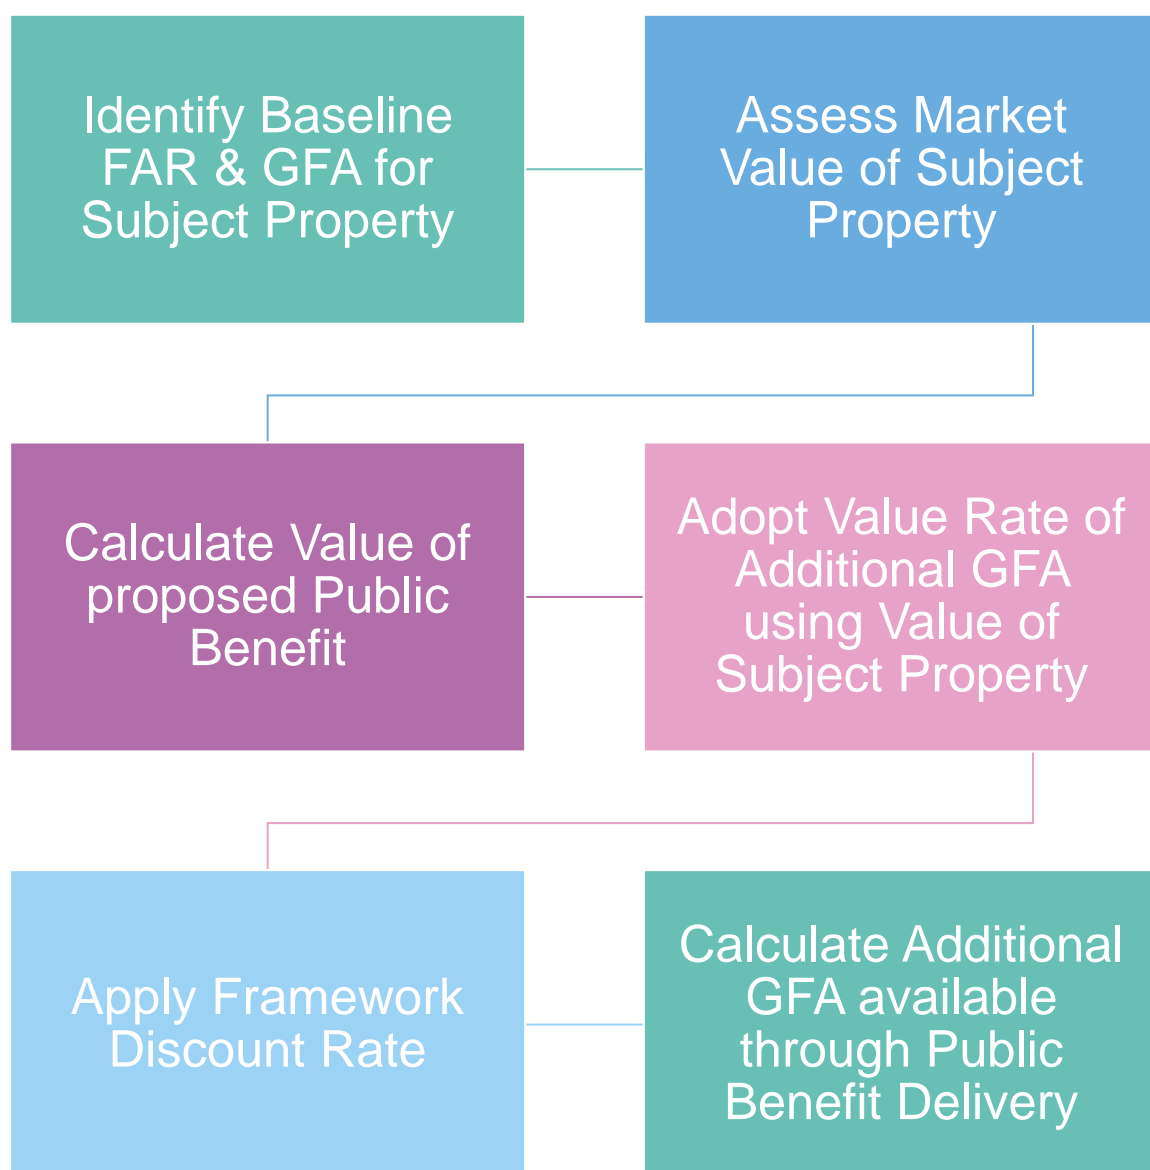 Identify Baseline
FAR & GFA for
Subject Property
Assess Market
Value of Subject
Property
Calculate Value of
proposed Public
Benefit
Adopt Value Rate of
Additional GFA
using Value of
Subject Property
Apply Framework
Discount Rate
Calculate Additional
GFA available
through Public
Benefit Delivery